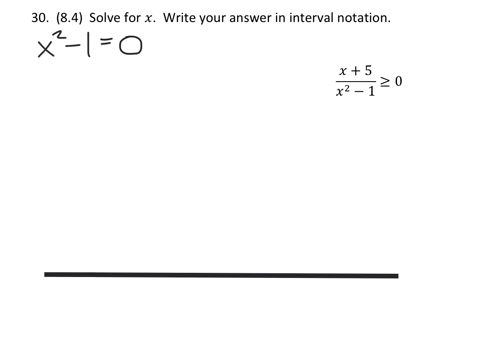 30. (8.4) Solve for x. Write your answer in interval notation.
x² − 1 = 0
(x + 5)/(x² − 1) ≥ 0